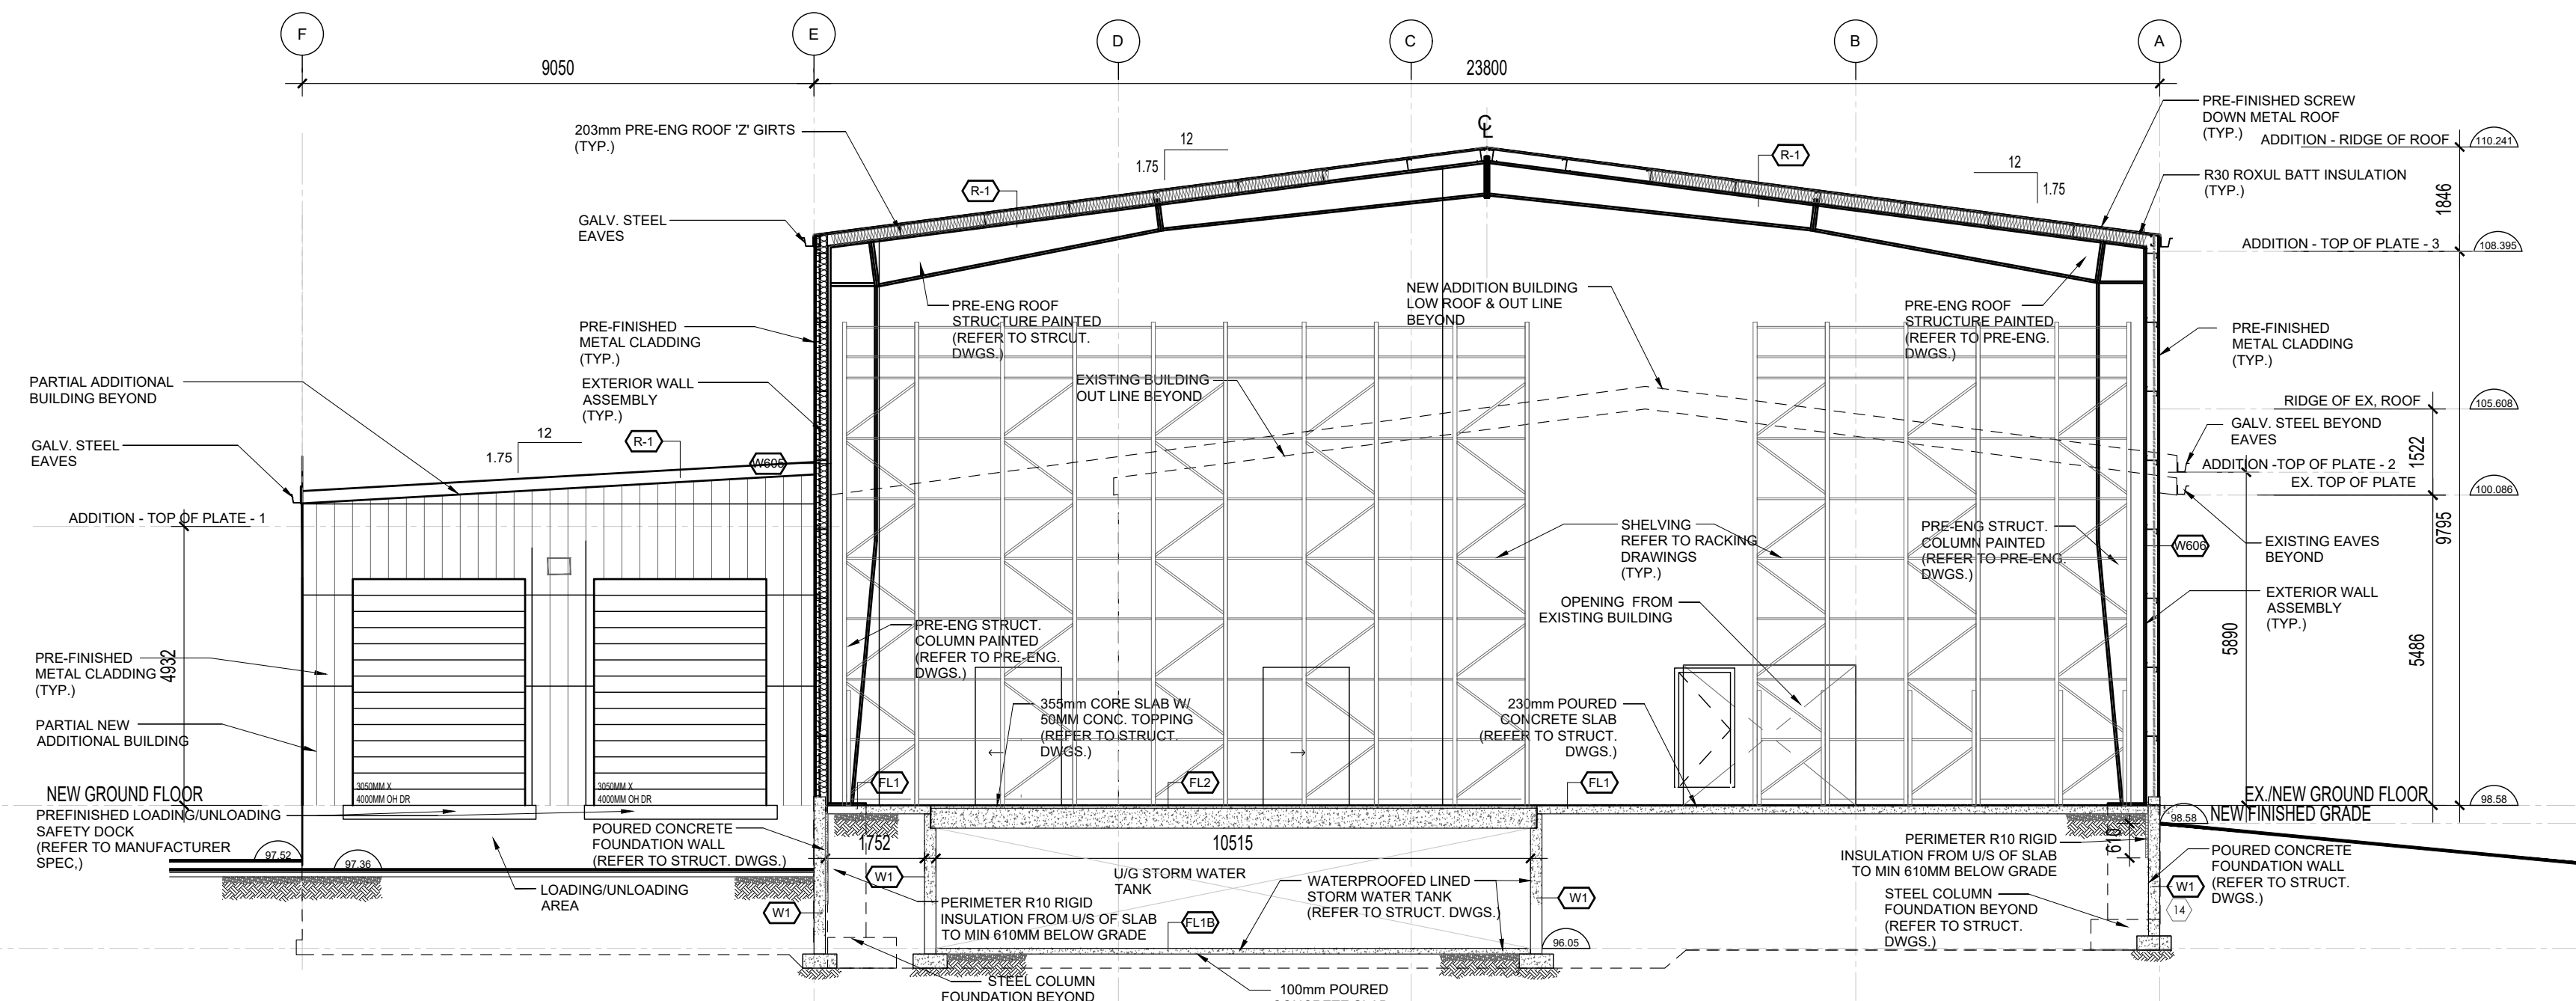 F
E
D
C
B
A
9050
23800
PRE-FINISHED SCREW
DOWN METAL ROOF
(TYP.)
ADDITION - RIDGE OF ROOF
110.241
203mm PRE-ENG ROOF 'Z' GIRTS
(TYP.)
12
1.75
R-1
CL
R-1
12
1.75
R30 ROXUL BATT INSULATION
(TYP.)
1846
GALV. STEEL
EAVES
ADDITION - TOP OF PLATE - 3
108.395
PRE-ENG ROOF
STRUCTURE PAINTED
(REFER TO STRCUT.
DWGS.)
NEW ADDITION BUILDING
LOW ROOF & OUT LINE
BEYOND
PRE-ENG ROOF
STRUCTURE PAINTED
(REFER TO PRE-ENG.
DWGS.)
PRE-FINISHED
METAL CLADDING
(TYP.)
PRE-FINISHED
METAL CLADDING
(TYP.)
PARTIAL ADDITIONAL
BUILDING BEYOND
EXTERIOR WALL
ASSEMBLY
(TYP.)
EXISTING BUILDING
OUT LINE BEYOND
RIDGE OF EX, ROOF
105.608
GALV. STEEL
EAVES
12
1.75
R-1
W605
GALV. STEEL BEYOND
EAVES
1522
ADDITION -TOP OF PLATE - 2
EX. TOP OF PLATE
100.086
ADDITION - TOP OF PLATE - 1
SHELVING
REFER TO RACKING
DRAWINGS
(TYP.)
PRE-ENG STRUCT.
COLUMN PAINTED
(REFER TO PRE-ENG.
DWGS.)
W606
EXISTING EAVES
BEYOND
9795
OPENING FROM
EXISTING BUILDING
EXTERIOR WALL
ASSEMBLY
(TYP.)
5890
5486
PRE-ENG STRUCT.
COLUMN PAINTED
(REFER TO PRE-ENG.
DWGS.)
PRE-FINISHED
METAL CLADDING
(TYP.)
4932
PARTIAL NEW
ADDITIONAL BUILDING
355mm CORE SLAB W/
50MM CONC. TOPPING
(REFER TO STRUCT.
DWGS.)
230mm POURED
CONCRETE SLAB
(REFER TO STRUCT.
DWGS.)
3050MM X
4000MM OH DR
3050MM X
4000MM OH DR
FL1
FL2
FL1
NEW GROUND FLOOR
EX./NEW GROUND FLOOR
98.58
PREFINISHED LOADING/UNLOADING
SAFETY DOCK
(REFER TO MANUFACTURER
SPEC,)
98.58
NEW FINISHED GRADE
97.52
97.36
POURED CONCRETE
FOUNDATION WALL
(REFER TO STRUCT. DWGS.)
1752
10515
PERIMETER R10 RIGID
INSULATION FROM U/S OF SLAB
TO MIN 610MM BELOW GRADE
610
POURED CONCRETE
FOUNDATION WALL
(REFER TO STRUCT.
DWGS.)
LOADING/UNLOADING
AREA
W1
U/G STORM WATER
TANK
WATERPROOFED LINED
STORM WATER TANK
(REFER TO STRUCT. DWGS.)
W1
W1
14
W1
PERIMETER R10 RIGID
INSULATION FROM U/S OF SLAB
TO MIN 610MM BELOW GRADE
FL1B
STEEL COLUMN
FOUNDATION BEYOND
(REFER TO STRUCT.
DWGS.)
96.05
STEEL COLUMN
FOUNDATION BEYOND
100mm POURED